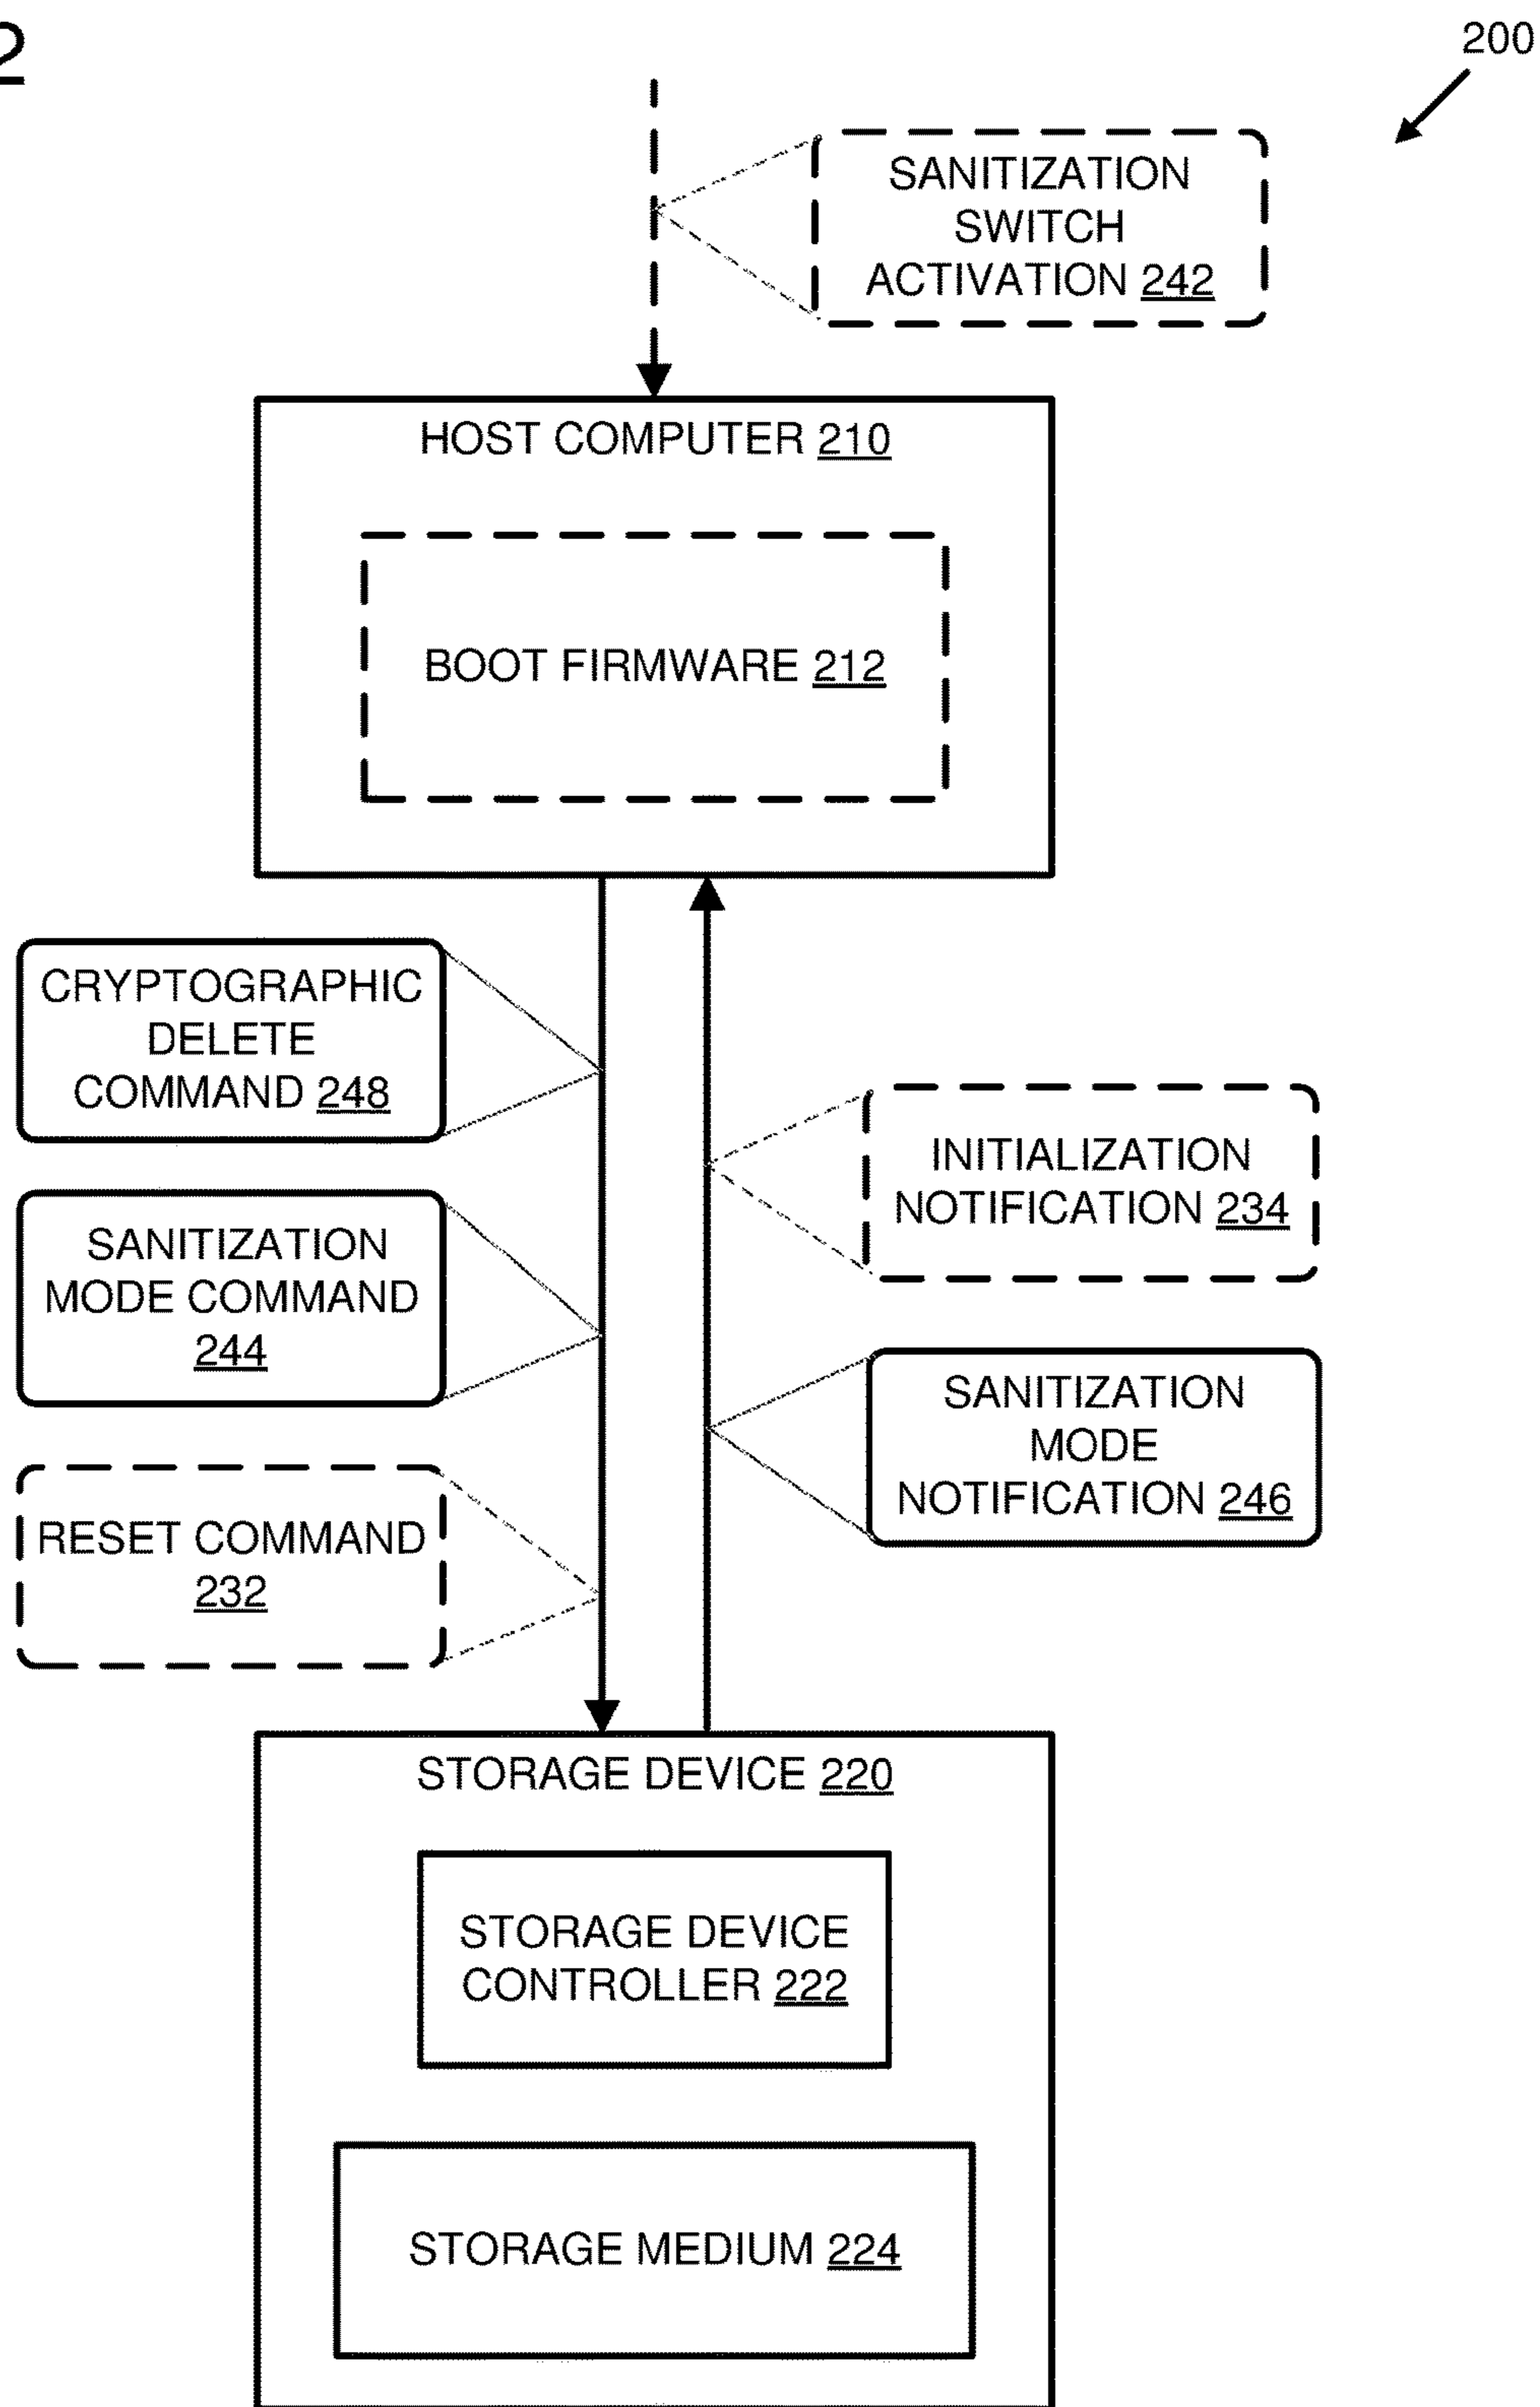 2
200
SANITIZATION
SWITCH
ACTIVATION 242
HOST COMPUTER 210
BOOT FIRMWARE 212
CRYPTOGRAPHIC
DELETE
COMMAND 248
INITIALIZATION
NOTIFICATION 234
SANITIZATION
MODE COMMAND
244
SANITIZATION
MODE
NOTIFICATION 246
RESET COMMAND
232
STORAGE DEVICE 220
STORAGE DEVICE
CONTROLLER 222
STORAGE MEDIUM 224